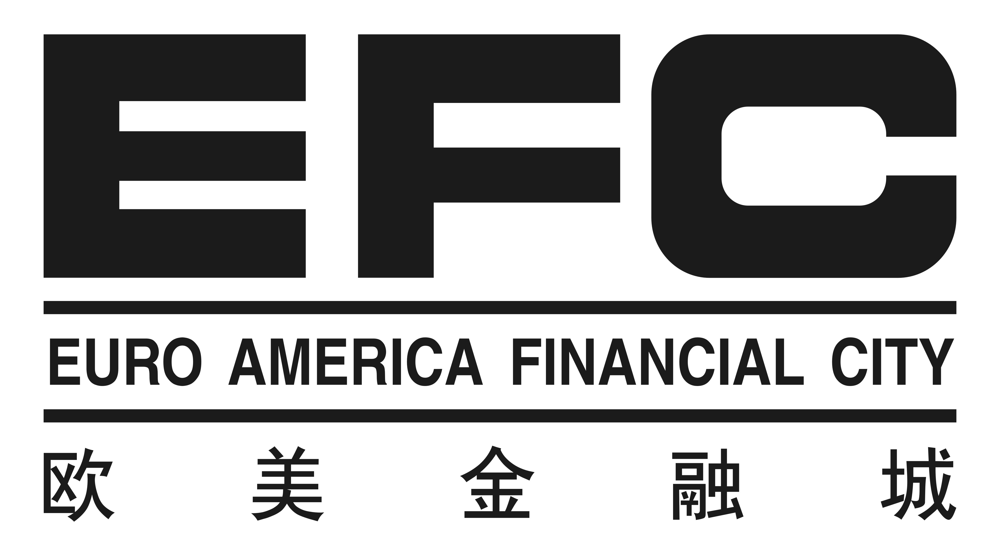 EFC
EURO AMERICA FINANCIAL CITY
欧美金融城